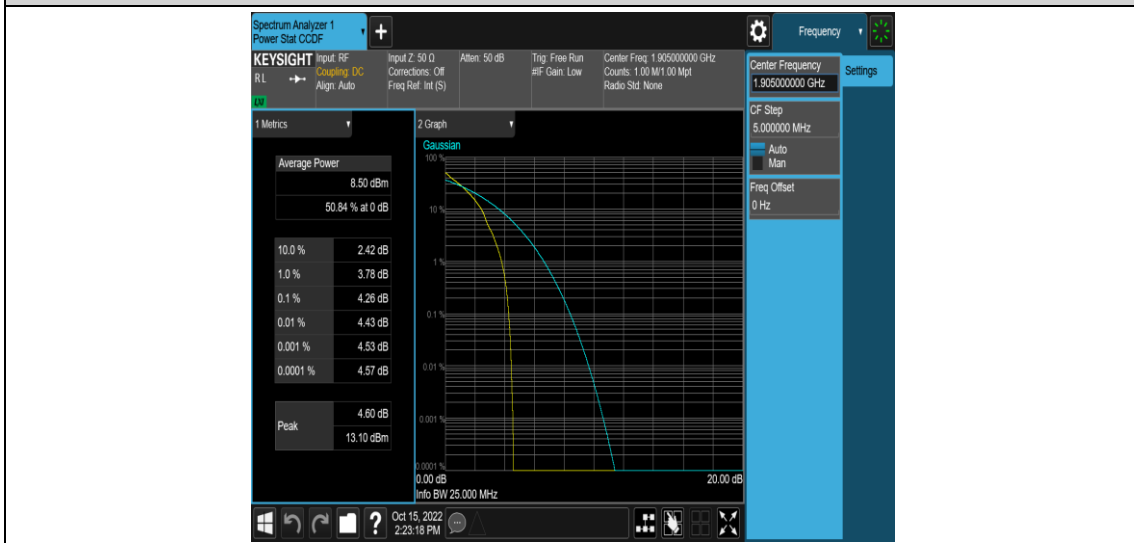 Spectrum Analyzer 1
Power Stat CCDF
Frequency
KEYSIGHT
RL
Input: RF
Coupling: DC
Align: Auto
Input Z: 50 Ω
Corrections: Off
Freq Ref: Int (S)
Atten: 50 dB
Trig: Free Run
#IF Gain: Low
Center Freq: 1.905000000 GHz
Counts: 1.00 M/1.00 Mpt
Radio Std: None
1 Metrics
Average Power
8.50 dBm
50.84 % at 0 dB
10.0 % 2.42 dB
1.0 % 3.78 dB
0.1 % 4.26 dB
0.01 % 4.43 dB
0.001 % 4.53 dB
0.0001 % 4.57 dB
Peak
4.60 dB
13.10 dBm
2 Graph
Gaussian
100 %
10 %
1 %
0.1 %
0.01 %
0.001 %
0.0001 %
0.00 dB 20.00 dB
Info BW 25.000 MHz
Center Frequency
1.905000000 GHz
Settings
CF Step
5.000000 MHz
Auto
Man
Freq Offset
0 Hz
?
Oct 15, 2022
2:23:18 PM